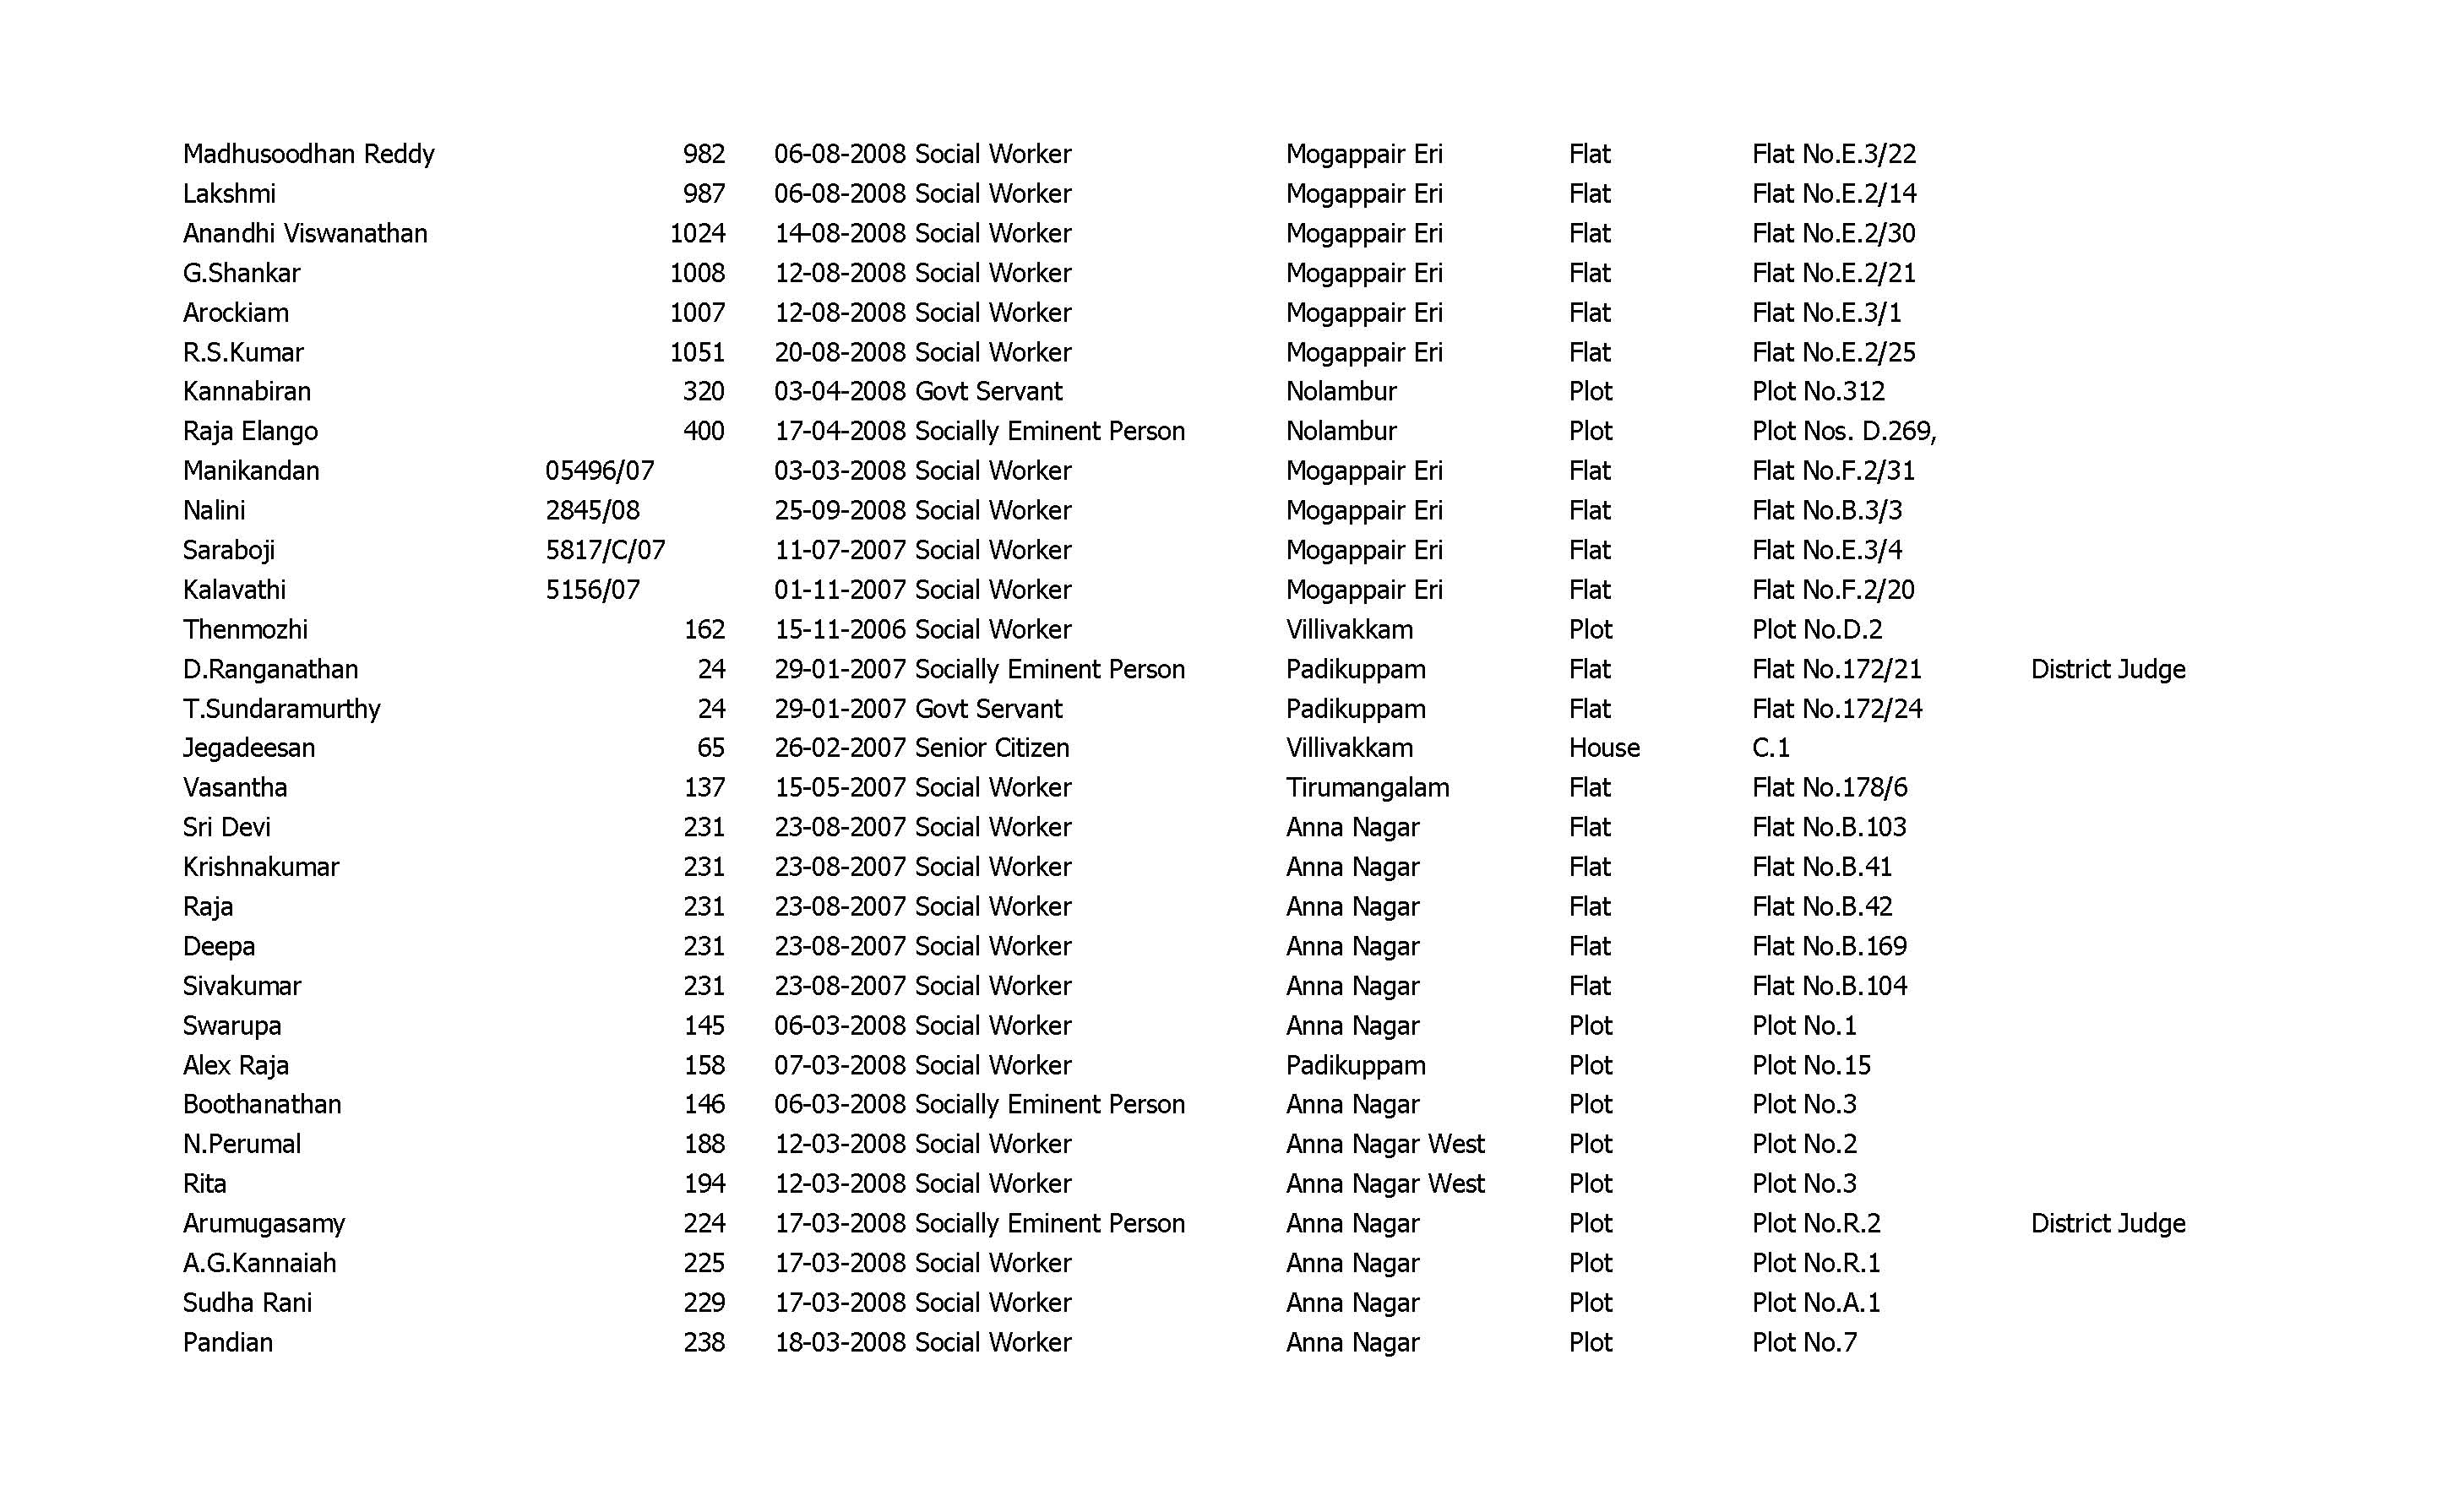 Madhusoodhan Reddy 982 06-08-2008 Social Worker Mogappair Eri Flat Flat No.E.3/22
Lakshmi 987 06-08-2008 Social Worker Mogappair Eri Flat Flat No.E.2/14
Anandhi Viswanathan 1024 14-08-2008 Social Worker Mogappair Eri Flat Flat No.E.2/30
G.Shankar 1008 12-08-2008 Social Worker Mogappair Eri Flat Flat No.E.2/21
Arockiam 1007 12-08-2008 Social Worker Mogappair Eri Flat Flat No.E.3/1
R.S.Kumar 1051 20-08-2008 Social Worker Mogappair Eri Flat Flat No.E.2/25
Kannabiran 320 03-04-2008 Govt Servant Nolambur Plot Plot No.312
Raja Elango 400 17-04-2008 Socially Eminent Person Nolambur Plot Plot Nos. D.269,
Manikandan 05496/07 03-03-2008 Social Worker Mogappair Eri Flat Flat No.F.2/31
Nalini 2845/08 25-09-2008 Social Worker Mogappair Eri Flat Flat No.B.3/3
Saraboji 5817/C/07 11-07-2007 Social Worker Mogappair Eri Flat Flat No.E.3/4
Kalavathi 5156/07 01-11-2007 Social Worker Mogappair Eri Flat Flat No.F.2/20
Thenmozhi 162 15-11-2006 Social Worker Villivakkam Plot Plot No.D.2
D.Ranganathan 24 29-01-2007 Socially Eminent Person Padikuppam Flat Flat No.172/21 District Judge
T.Sundaramurthy 24 29-01-2007 Govt Servant Padikuppam Flat Flat No.172/24
Jegadeesan 65 26-02-2007 Senior Citizen Villivakkam House C.1
Vasantha 137 15-05-2007 Social Worker Tirumangalam Flat Flat No.178/6
Sri Devi 231 23-08-2007 Social Worker Anna Nagar Flat Flat No.B.103
Krishnakumar 231 23-08-2007 Social Worker Anna Nagar Flat Flat No.B.41
Raja 231 23-08-2007 Social Worker Anna Nagar Flat Flat No.B.42
Deepa 231 23-08-2007 Social Worker Anna Nagar Flat Flat No.B.169
Sivakumar 231 23-08-2007 Social Worker Anna Nagar Flat Flat No.B.104
Swarupa 145 06-03-2008 Social Worker Anna Nagar Plot Plot No.1
Alex Raja 158 07-03-2008 Social Worker Padikuppam Plot Plot No.15
Boothanathan 146 06-03-2008 Socially Eminent Person Anna Nagar Plot Plot No.3
N.Perumal 188 12-03-2008 Social Worker Anna Nagar West Plot Plot No.2
Rita 194 12-03-2008 Social Worker Anna Nagar West Plot Plot No.3
Arumugasamy 224 17-03-2008 Socially Eminent Person Anna Nagar Plot Plot No.R.2 District Judge
A.G.Kannaiah 225 17-03-2008 Social Worker Anna Nagar Plot Plot No.R.1
Sudha Rani 229 17-03-2008 Social Worker Anna Nagar Plot Plot No.A.1
Pandian 238 18-03-2008 Social Worker Anna Nagar Plot Plot No.7